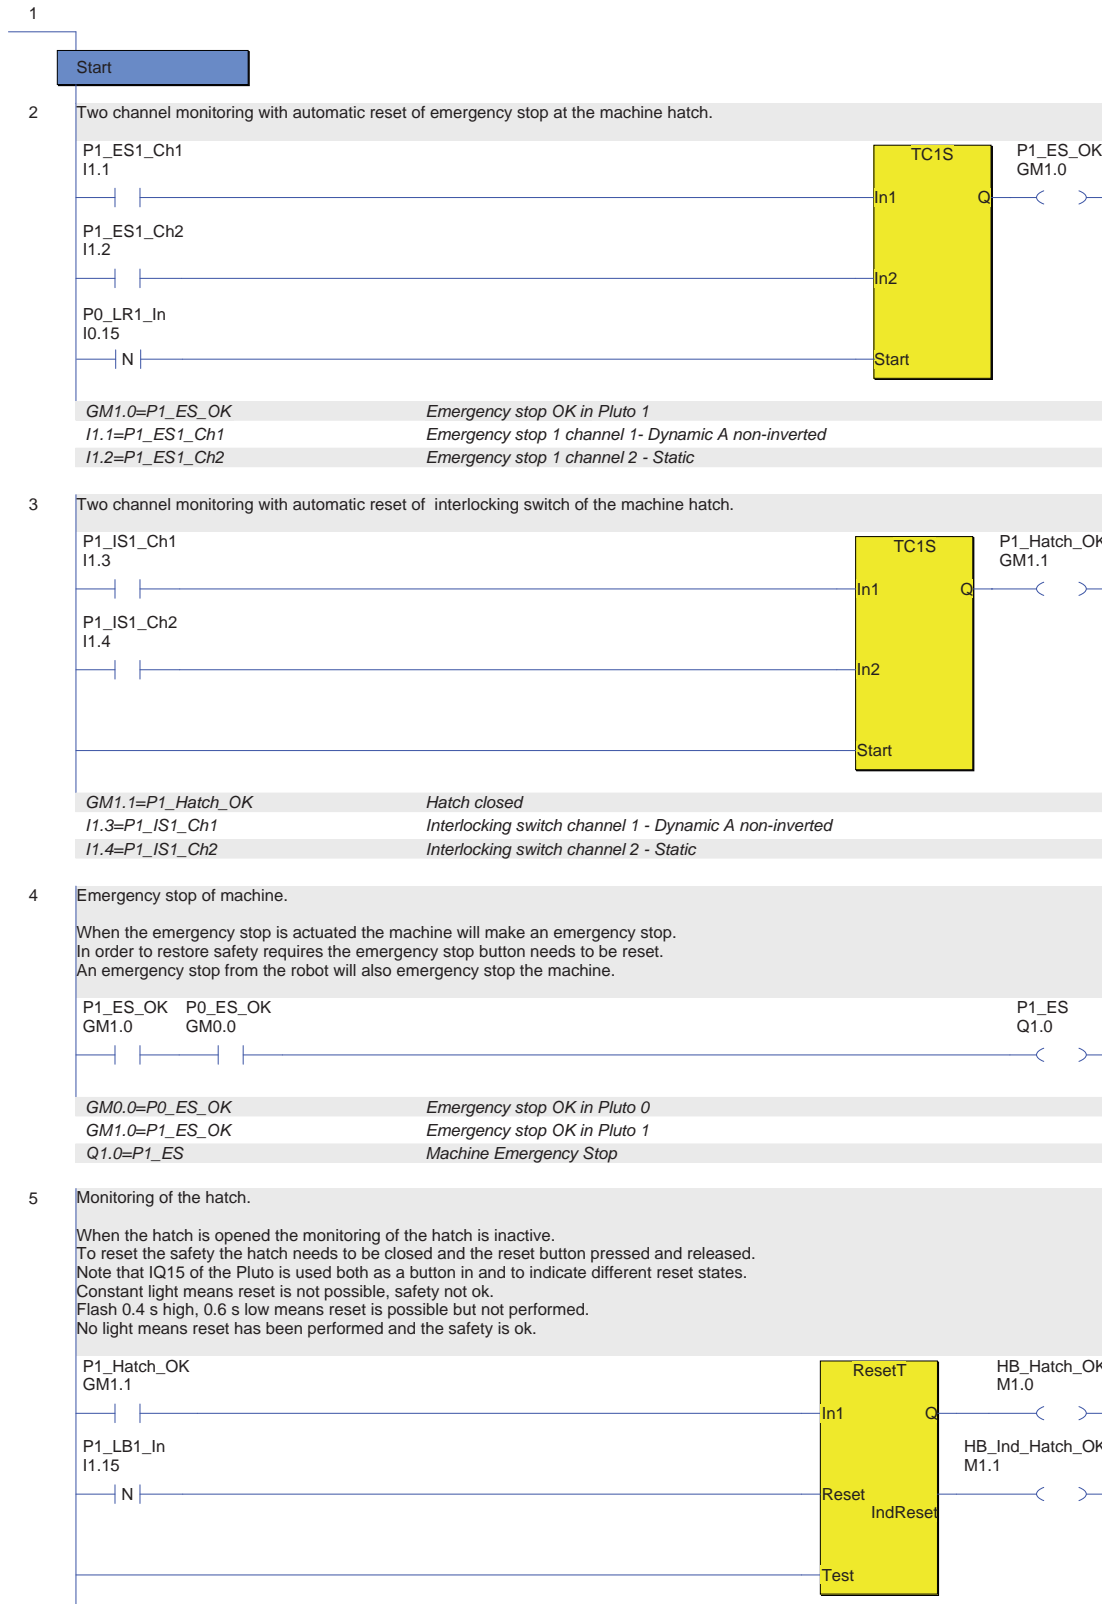 1
Start
2 Two channel monitoring with automatic reset of emergency stop at the machine hatch.
P1_ES1_Ch1
I1.1
TC1S
P1_ES_OK
GM1.0
In1 Q
P1_ES1_Ch2
I1.2
In2
P0_LR1_In
I0.15
N
Start
GM1.0=P1_ES_OK Emergency stop OK in Pluto 1
I1.1=P1_ES1_Ch1 Emergency stop 1 channel 1- Dynamic A non-inverted
I1.2=P1_ES1_Ch2 Emergency stop 1 channel 2 - Static
3 Two channel monitoring with automatic reset of interlocking switch of the machine hatch.
P1_IS1_Ch1
I1.3
TC1S
P1_Hatch_OK
GM1.1
In1 Q
P1_IS1_Ch2
I1.4
In2
Start
GM1.1=P1_Hatch_OK Hatch closed
I1.3=P1_IS1_Ch1 Interlocking switch channel 1 - Dynamic A non-inverted
I1.4=P1_IS1_Ch2 Interlocking switch channel 2 - Static
4 Emergency stop of machine.
When the emergency stop is actuated the machine will make an emergency stop.
In order to restore safety requires the emergency stop button needs to be reset.
An emergency stop from the robot will also emergency stop the machine.
P1_ES_OK P0_ES_OK P1_ES
GM1.0 GM0.0 Q1.0
GM0.0=P0_ES_OK Emergency stop OK in Pluto 0
GM1.0=P1_ES_OK Emergency stop OK in Pluto 1
Q1.0=P1_ES Machine Emergency Stop
5 Monitoring of the hatch.
When the hatch is opened the monitoring of the hatch is inactive.
To reset the safety the hatch needs to be closed and the reset button pressed and released.
Note that IQ15 of the Pluto is used both as a button in and to indicate different reset states.
Constant light means reset is not possible, safety not ok.
Flash 0.4 s high, 0.6 s low means reset is possible but not performed.
No light means reset has been performed and the safety is ok.
P1_Hatch_OK
GM1.1
ResetT
HB_Hatch_OK
M1.0
In1 Q
P1_LB1_In
I1.15
HB_Ind_Hatch_OK
M1.1
N
Reset
IndReset
Test